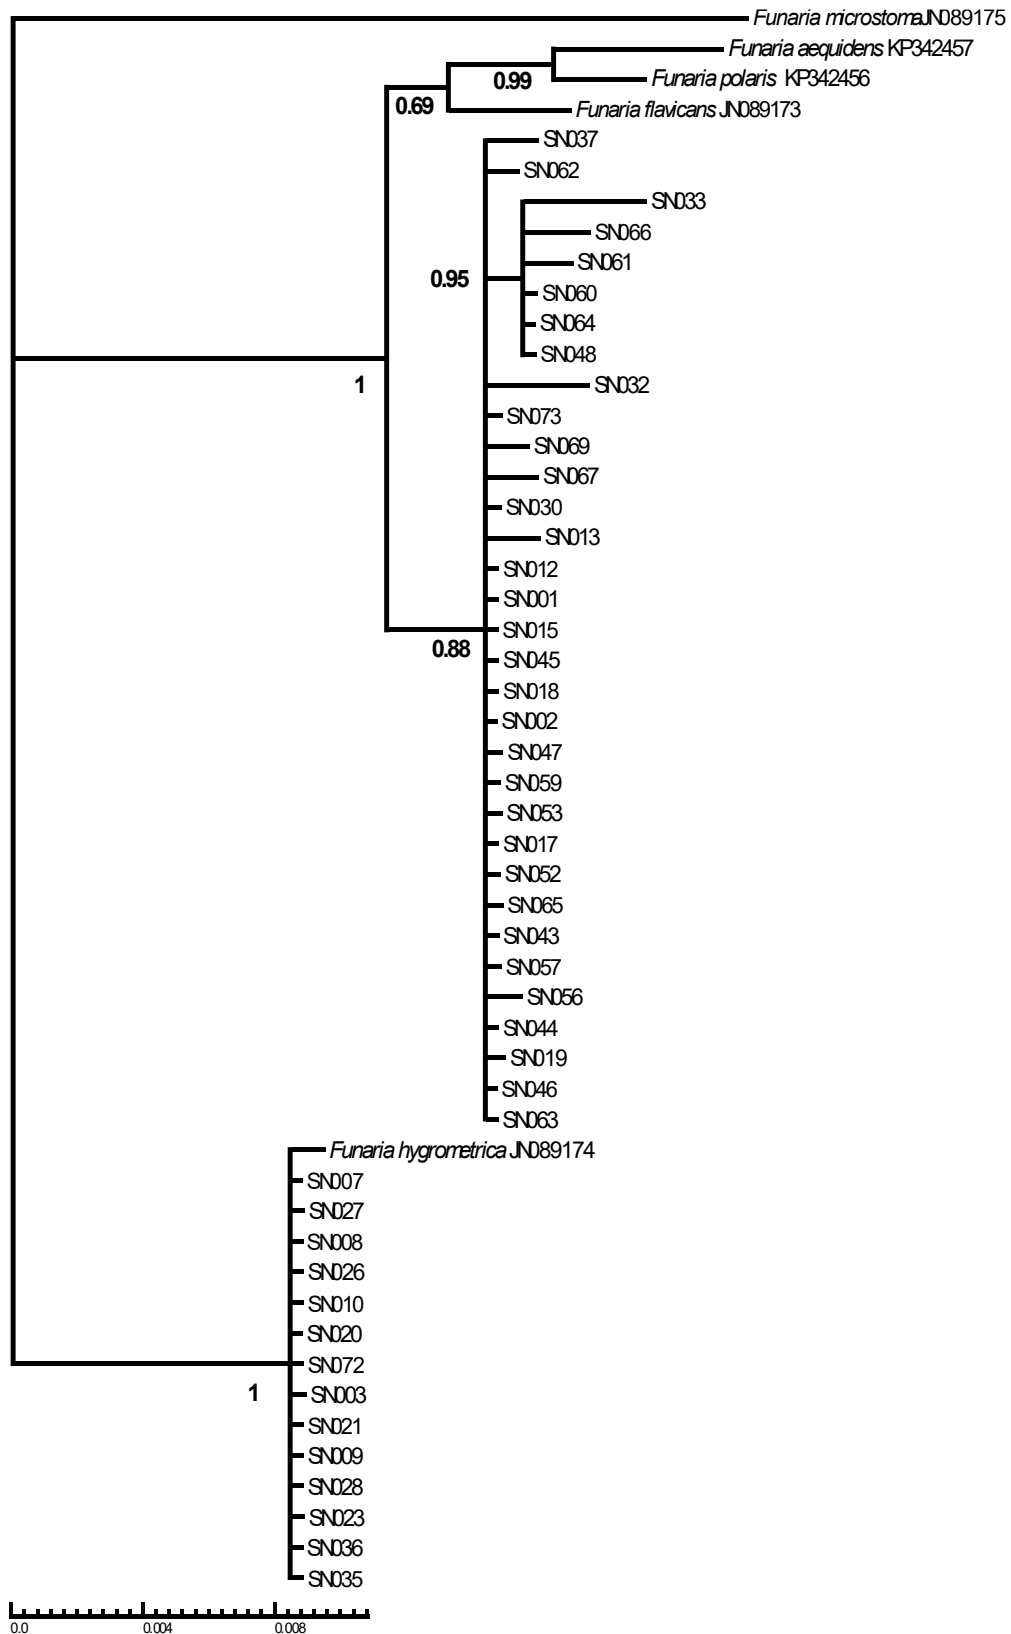 Funaria microstomaJN089175
Funaria aequidens KP342457
0.99
Funaria polaris KP342456
0.69
Funaria flavicans JN089173
SN037
SN062
SN033
SN066
SN061
0.95
SN060
SN064
SN048
1
SN032
SN073
SN069
SN067
SN030
SN013
SN012
SN001
SN015
0.88
SN045
SN018
SN002
SN047
SN059
SN053
SN017
SN052
SN065
SN043
SN057
SN056
SN044
SN019
SN046
SN063
Funaria hygrometrica JN089174
SN007
SN027
SN008
SN026
SN010
SN020
SN072
1
SN003
SN021
SN009
SN028
SN023
SN036
SN035
0.0 0.004 0.008